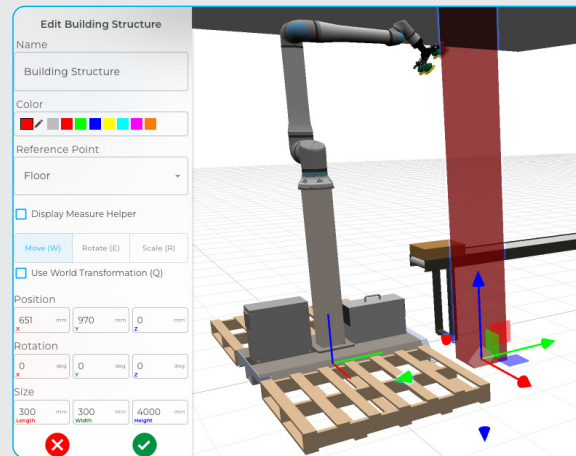 Edit Building Structure
Name
Building Structure
Color
Reference Point
Floor
Display Measure Helper
Move (W) Rotate (E) Scale (R)
Use World Transformation (Q)
Position
651 mm 970 mm 0 mm
X Y Z
Rotation
0 deg 0 deg 0 deg
X Y Z
Size
300 mm 300 mm 4000 mm
Length Width Height